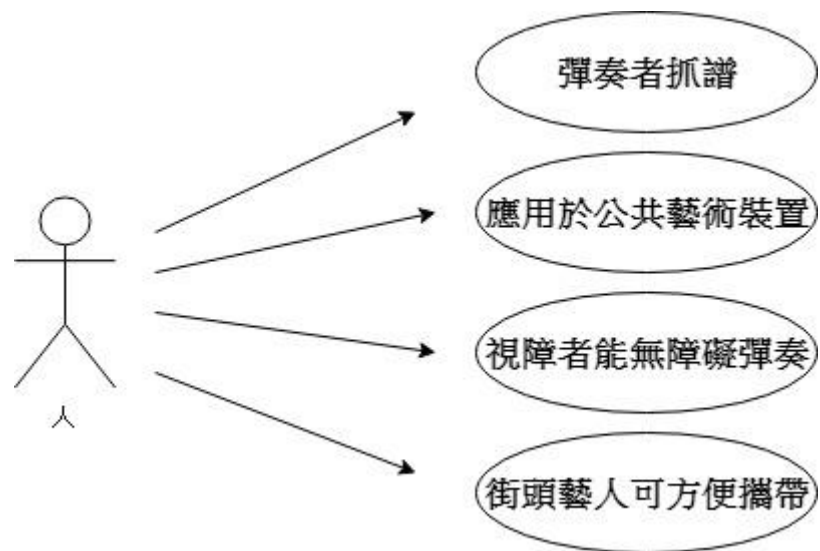 彈奏者抓譜
應用於公共藝術裝置
視障者能無障礙彈奏
街頭藝人可方便攜帶
人